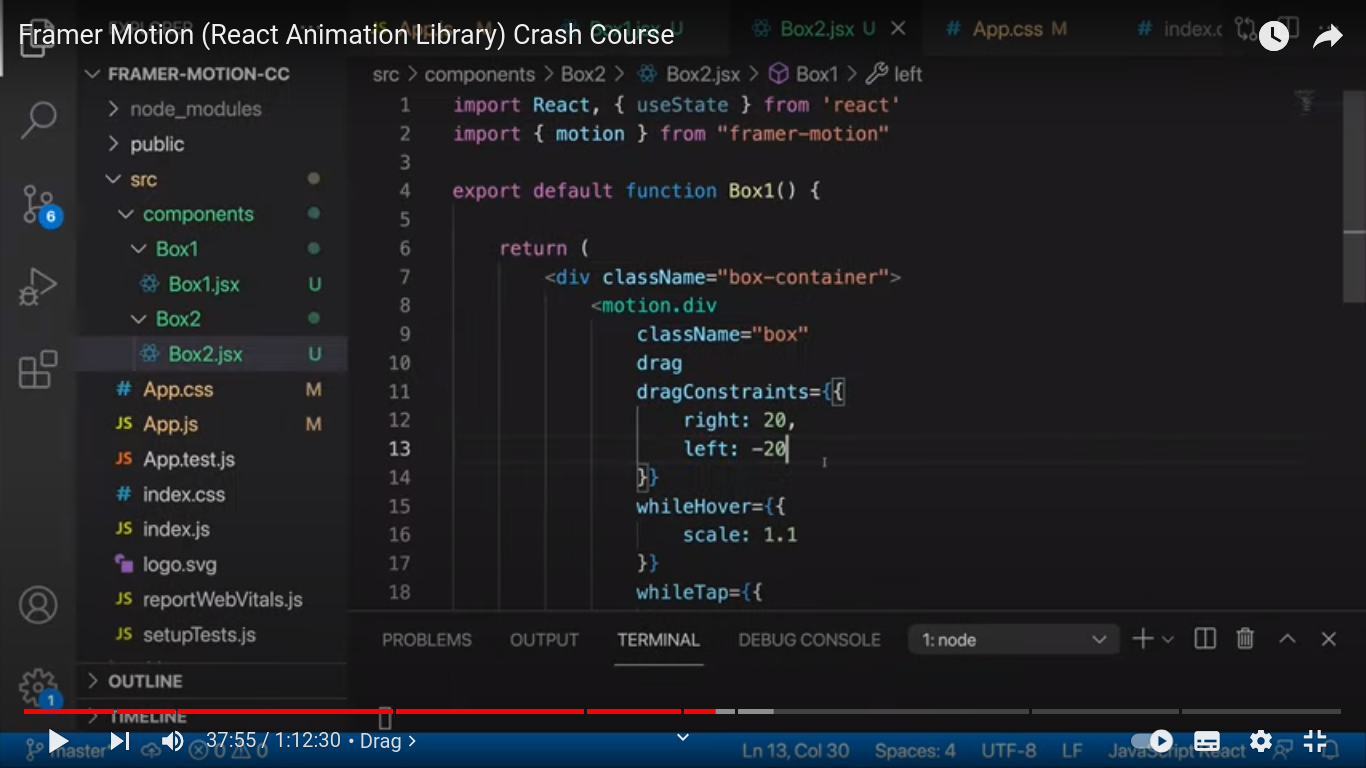 Framer Motion (React Animation Library) Crash Course
Box2.jsx U
App.css M
FRAMER-MOTION-CC
node_modules
public
src
components
Box1
Box1.jsx U
Box2
Box2.jsx U
App.css M
App.js M
App.test.js
index.css
index.js
logo.svg
reportWebVitals.js
setupTests.js
OUTLINE
TIMELINE
6
1
src > components > Box2 > Box2.jsx > Box1 > left
1 import React, { useState } from 'react'
2 import { motion } from "framer-motion"
3
4 export default function Box1() {
5
6 return (
7 <div className="box-container">
8 <motion.div
9 className="box"
10 drag
11 dragConstraints={{
12 right: 20,
13 left: -20
14 }}
15 whileHover={{
16 scale: 1.1
17 }}
18 whileTap={{
PROBLEMS OUTPUT TERMINAL DEBUG CONSOLE 1: node
37:55 / 1:12:30 • Drag >
master
Ln 13, Col 30 Spaces: 4 UTF-8 LF JavaScript React